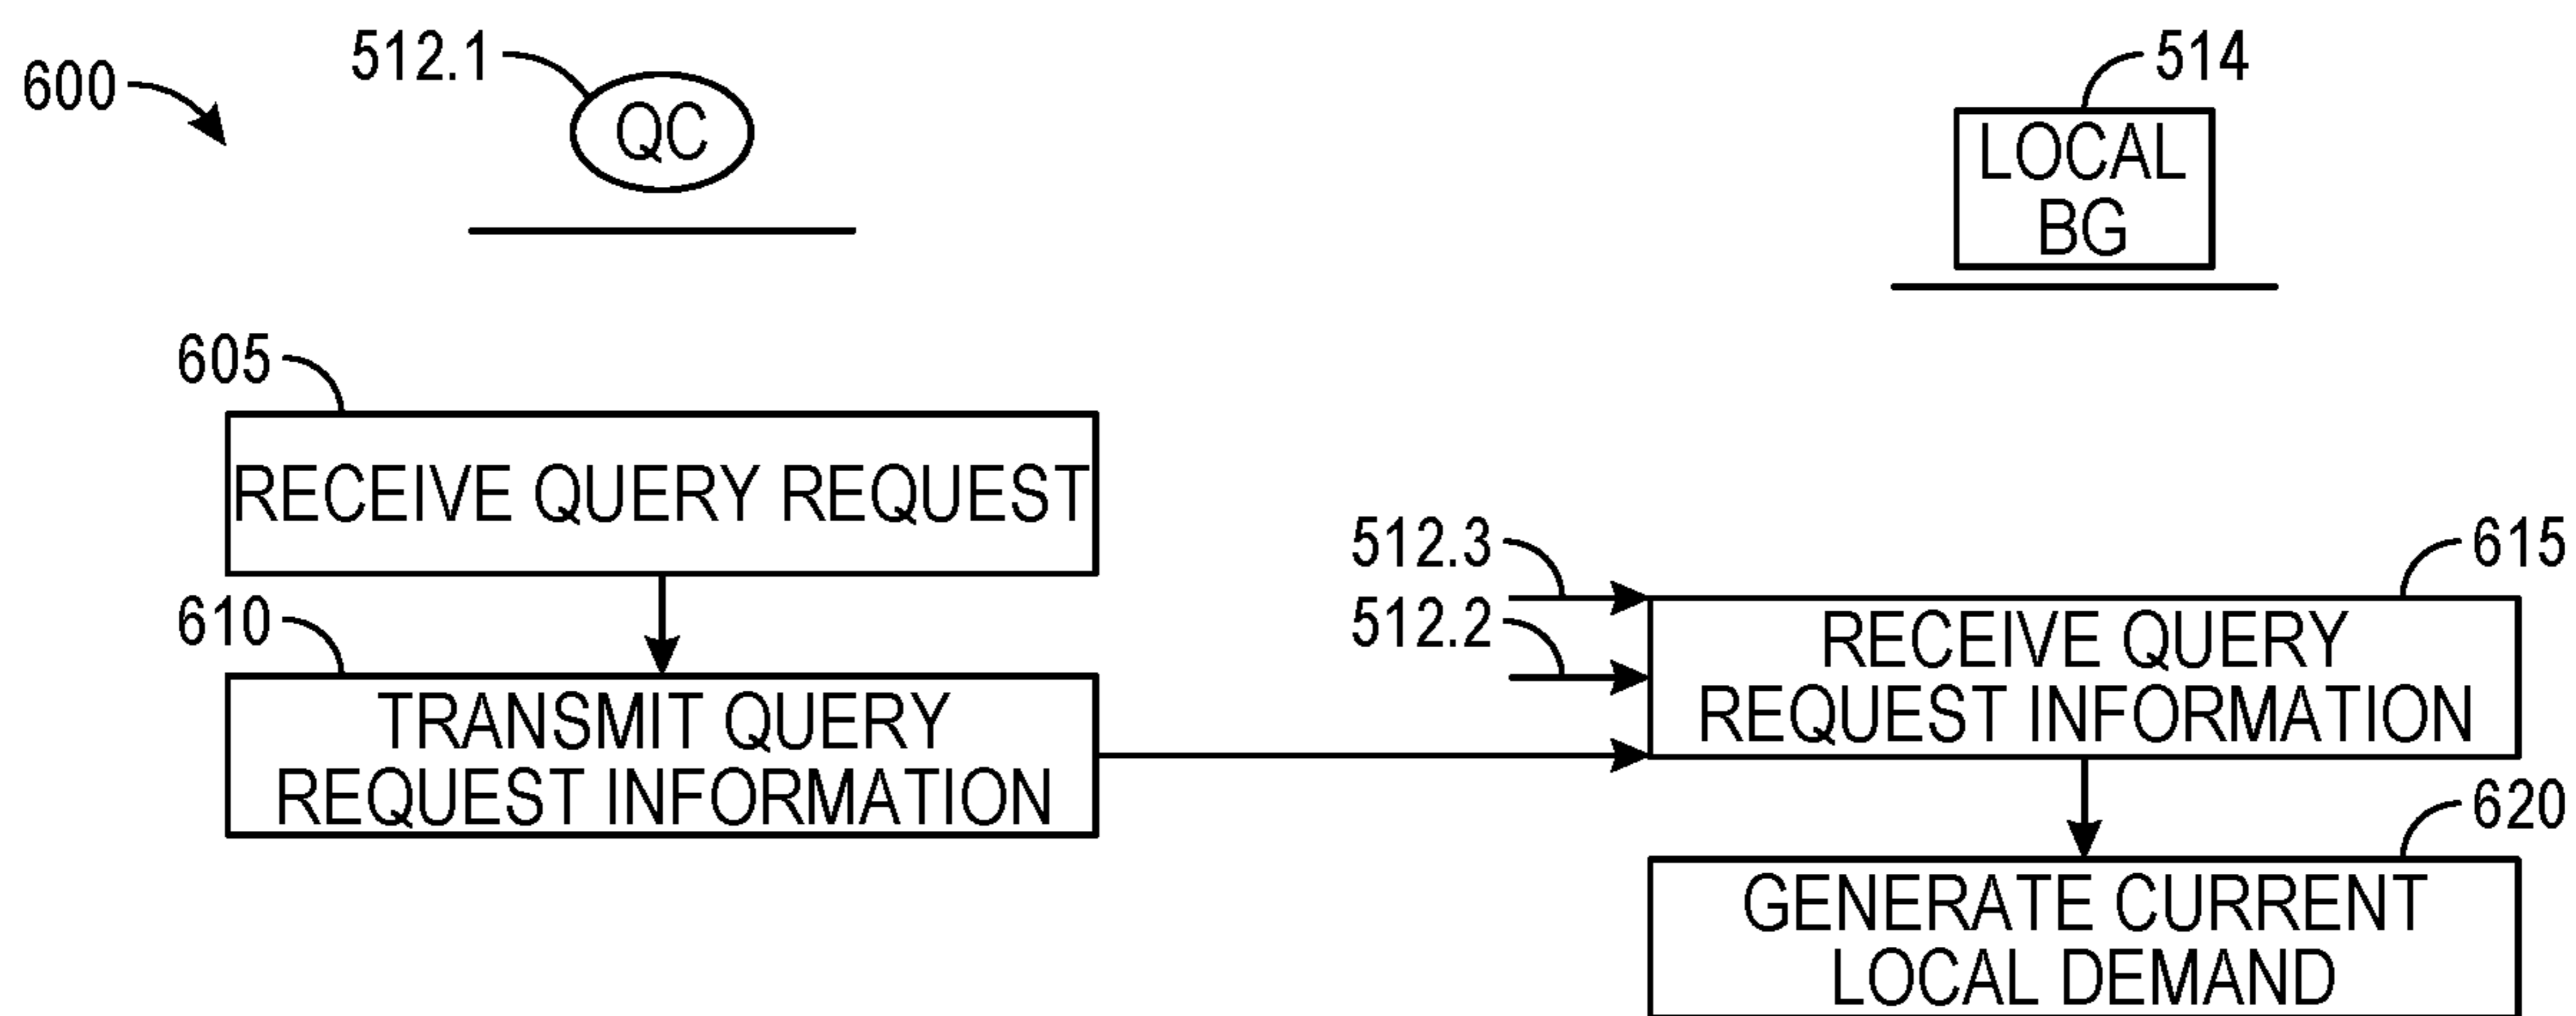 600
512.1
QC
514
LOCAL
BG
605
RECEIVE QUERY REQUEST
610
TRANSMIT QUERY
REQUEST INFORMATION
512.3
512.2
615
RECEIVE QUERY
REQUEST INFORMATION
620
GENERATE CURRENT
LOCAL DEMAND